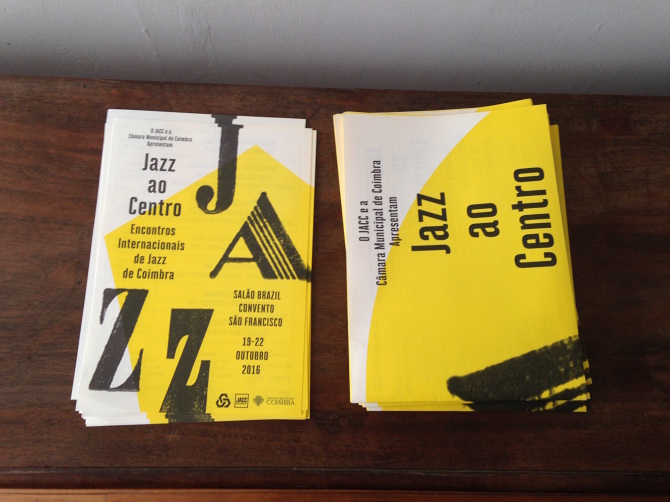 O JACC e a
Câmara Municipal de Coimbra
Apresentam
Jazz
ao
Centro
Encontros
Internacionais
de Jazz
de Coimbra
JAZZ
SALÃO BRAZIL
CONVENTO
SÃO FRANCISCO
19-22
OUTUBRO
2016
JACC
COIMBRA
O JACC e a
Câmara Municipal de Coimbra
Apresentam
Jazz
ao
Centro